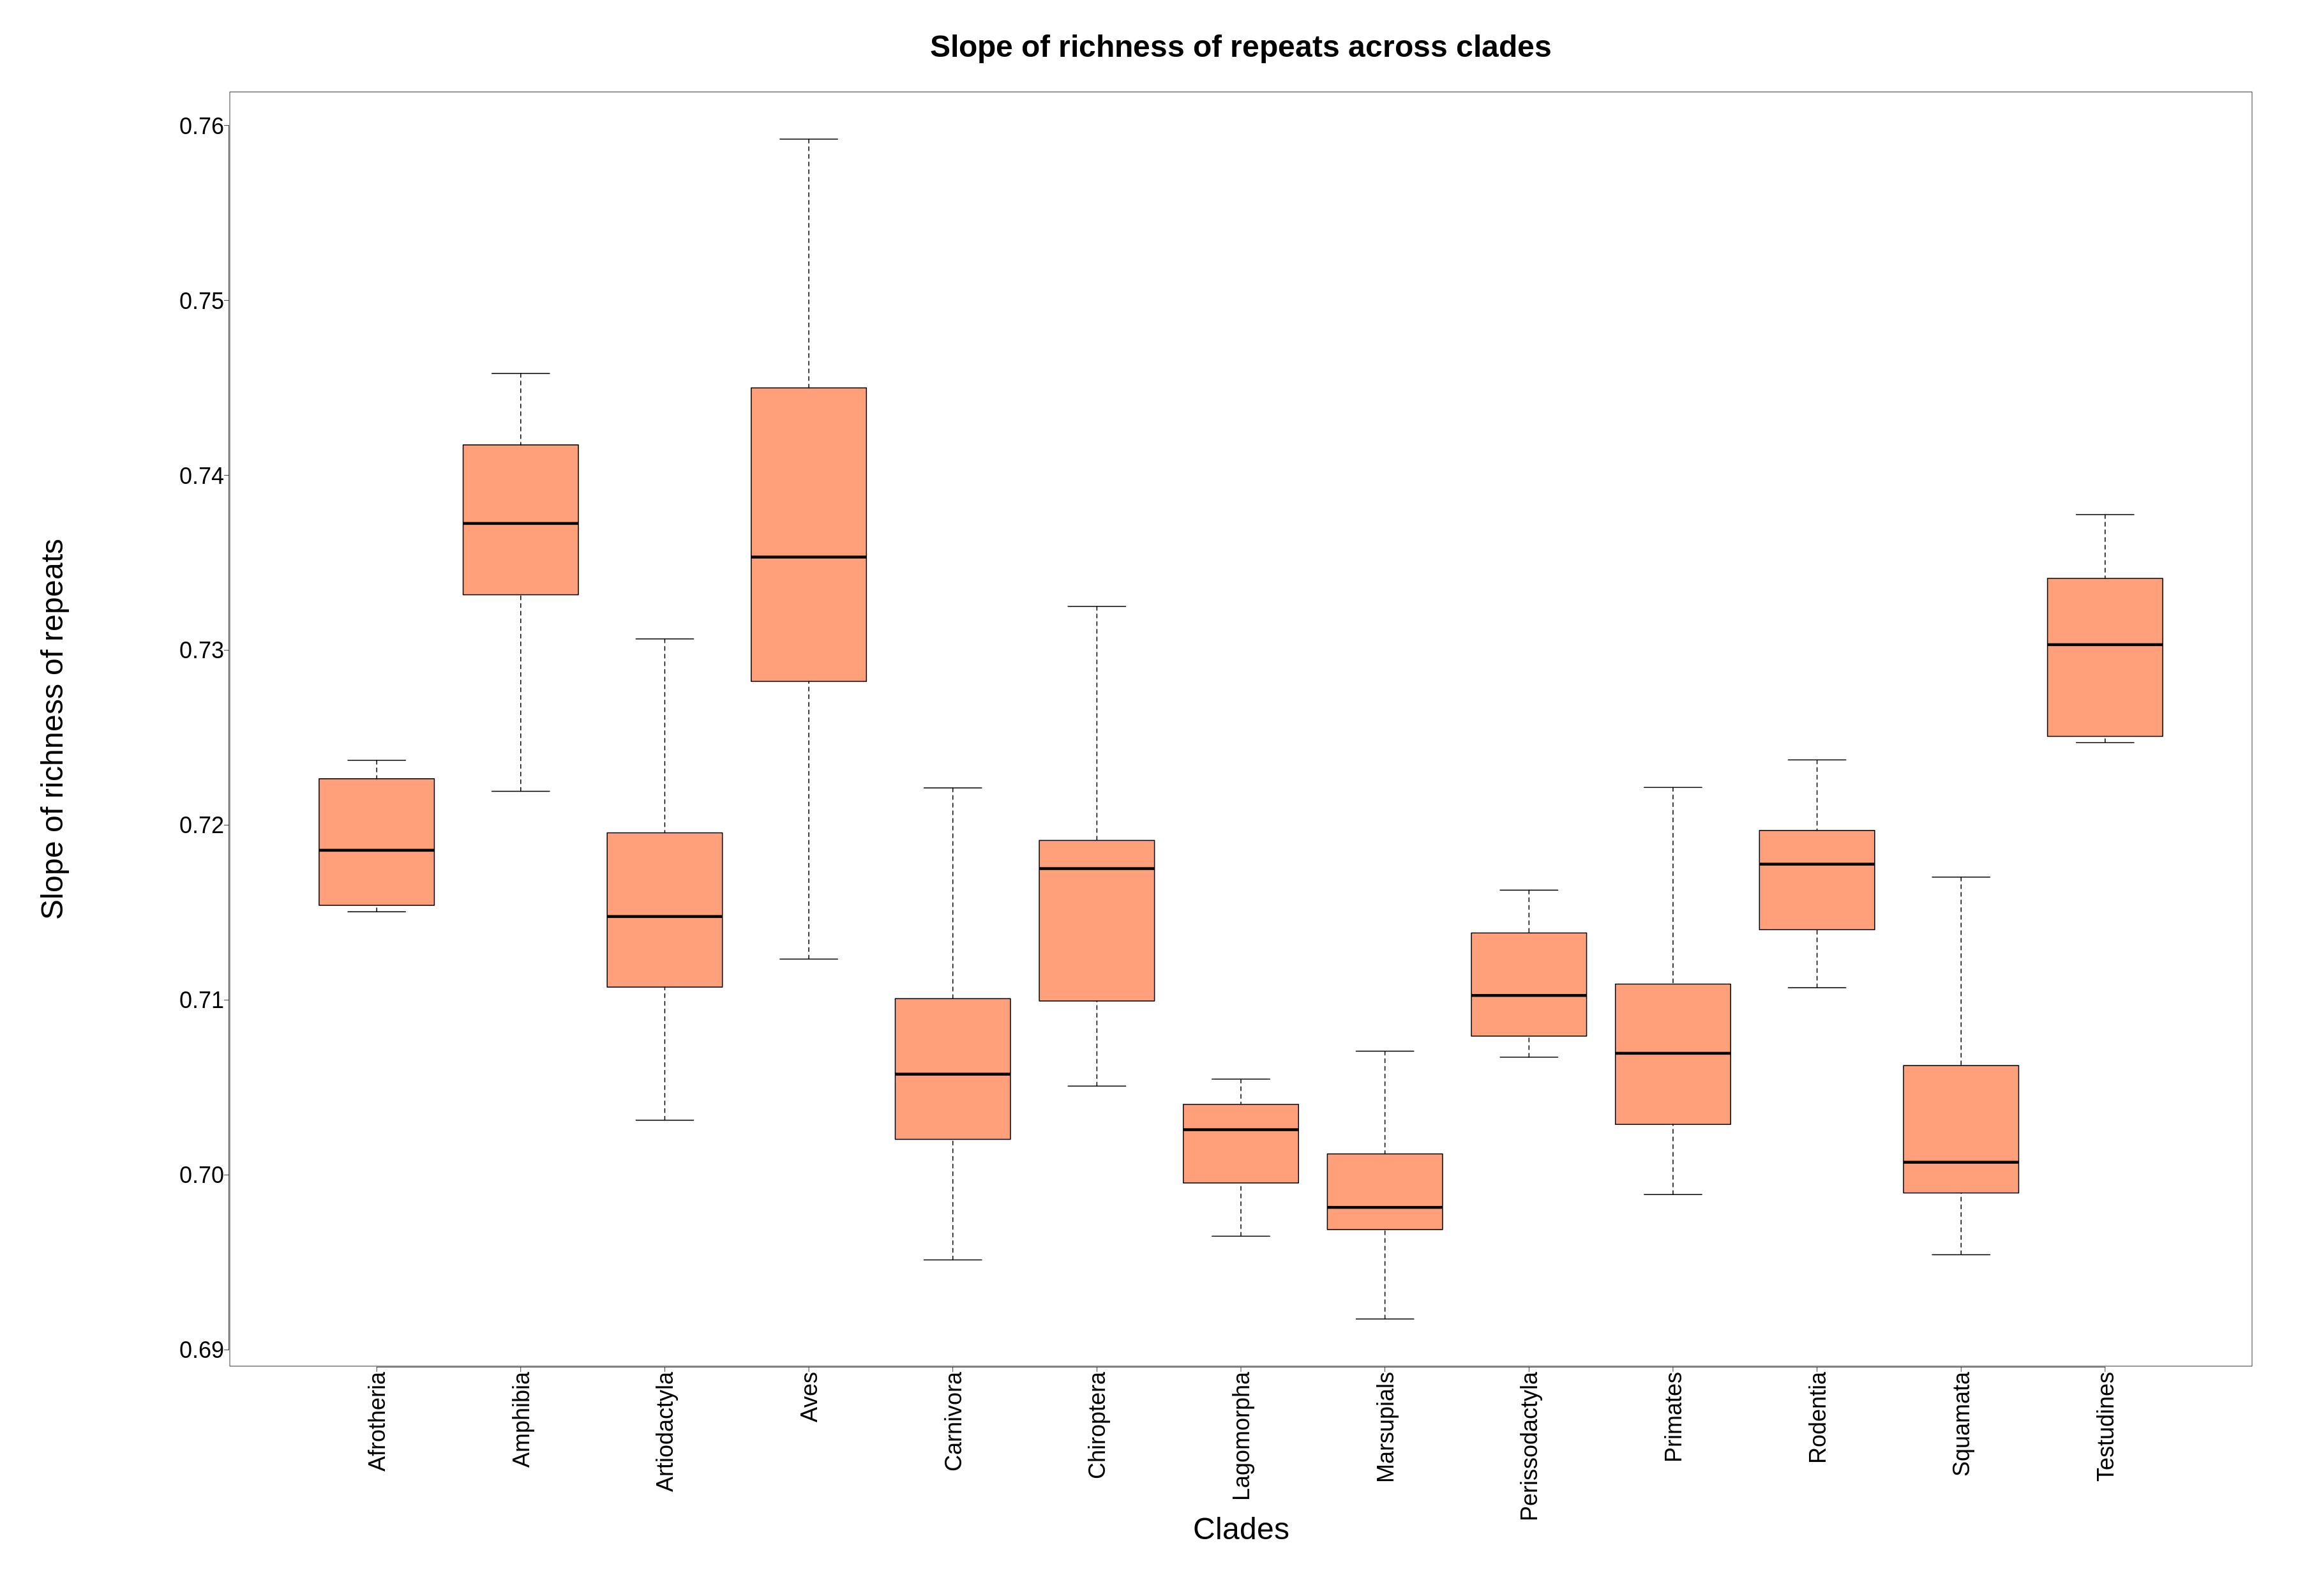 Slope of richness of repeats across clades
Slope of richness of repeats
0.76
0.75
0.74
0.73
0.72
0.71
0.70
0.69
Afrotheria
Amphibia
Artiodactyla
Aves
Carnivora
Chiroptera
Lagomorpha
Marsupials
Perissodactyla
Primates
Rodentia
Squamata
Testudines
Clades